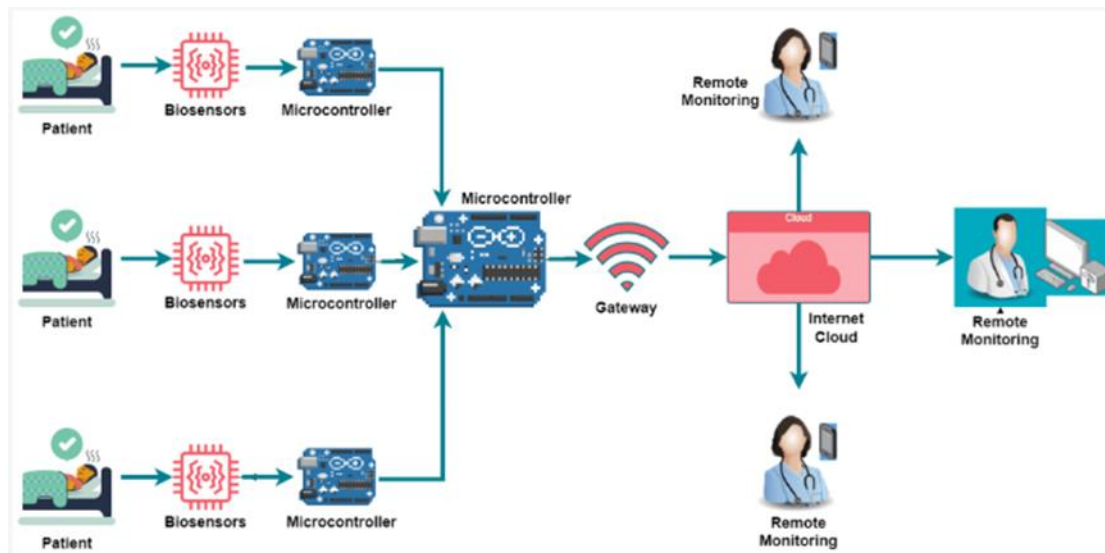 Patient
Biosensors
Microcontroller
Remote
Monitoring
Patient
Biosensors
Microcontroller
Microcontroller
Gateway
Cloud
Internet
Cloud
Remote
Monitoring
Patient
Biosensors
Microcontroller
Remote
Monitoring